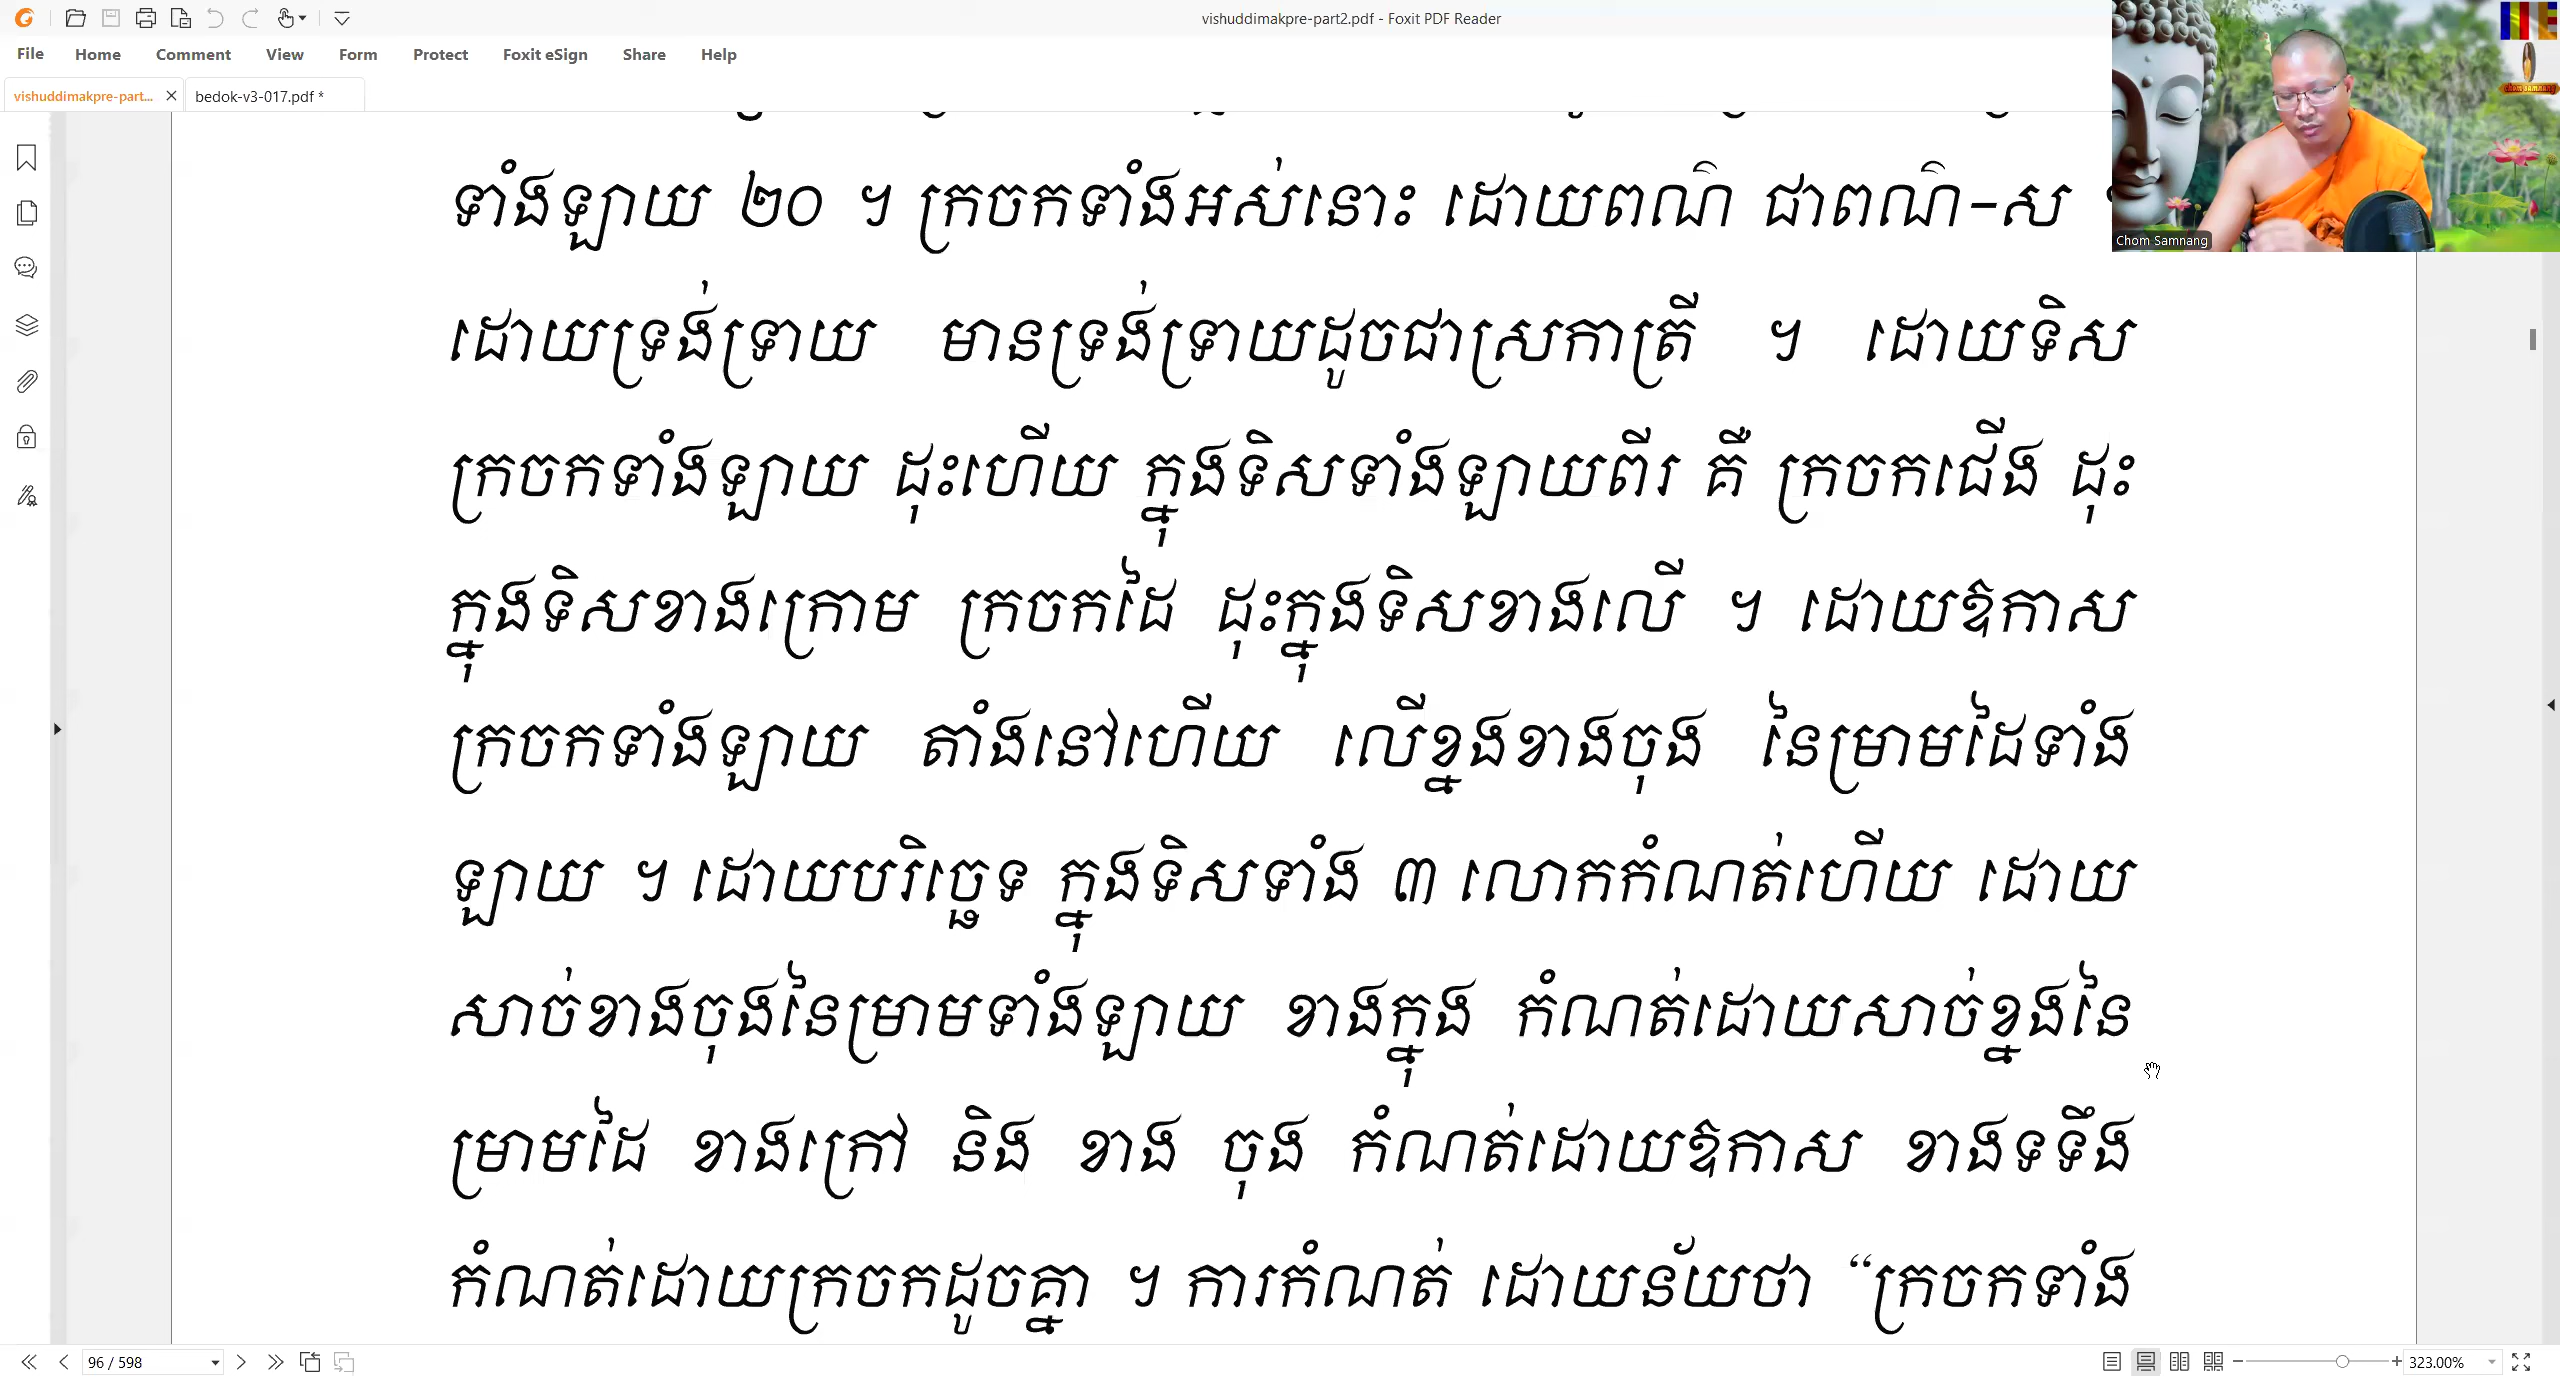 vishuddimakpre-part2.pdf - Foxit PDF Reader
File Home Comment View Form Protect Foxit eSign Share Help
vishuddimakpre-part... bedok-v3-017.pdf *
ទាំងឡាយ ២០ ។ ក្រចកទាំងអស់នោះ ដោយពណ៌ ជាពណ៌-ស
ដោយទ្រង់ទ្រាយ មានទ្រង់ទ្រាយដូចជាស្រកាត្រី ។ ដោយទិស
ក្រចកទាំងឡាយ ដុះហើយ ក្នុងទិសទាំងឡាយពីរ គឺ ក្រចកជើង ដុះ
ក្នុងទិសខាងក្រោម ក្រចកដៃ ដុះក្នុងទិសខាងលើ ។ ដោយឱកាស
ក្រចកទាំងឡាយ តាំងនៅហើយ លើខ្នងខាងចុង នៃម្រាមដៃទាំង
ឡាយ ។ ដោយបរិច្ឆេទ ក្នុងទិសទាំង ៣ លោកកំណត់ហើយ ដោយ
សាច់ខាងចុងនៃម្រាមទាំងឡាយ ខាងក្នុង កំណត់ដោយសាច់ខ្នងនៃ
ម្រាមដៃ ខាងក្រៅ និង ខាង ចុង កំណត់ដោយឱកាស ខាងទទឹង
កំណត់ដោយក្រចកដូចគ្នា ។ ការកំណត់ ដោយន័យថា “ក្រចកទាំង
Chom Samnang
chom samnang
96 / 598
323.00%